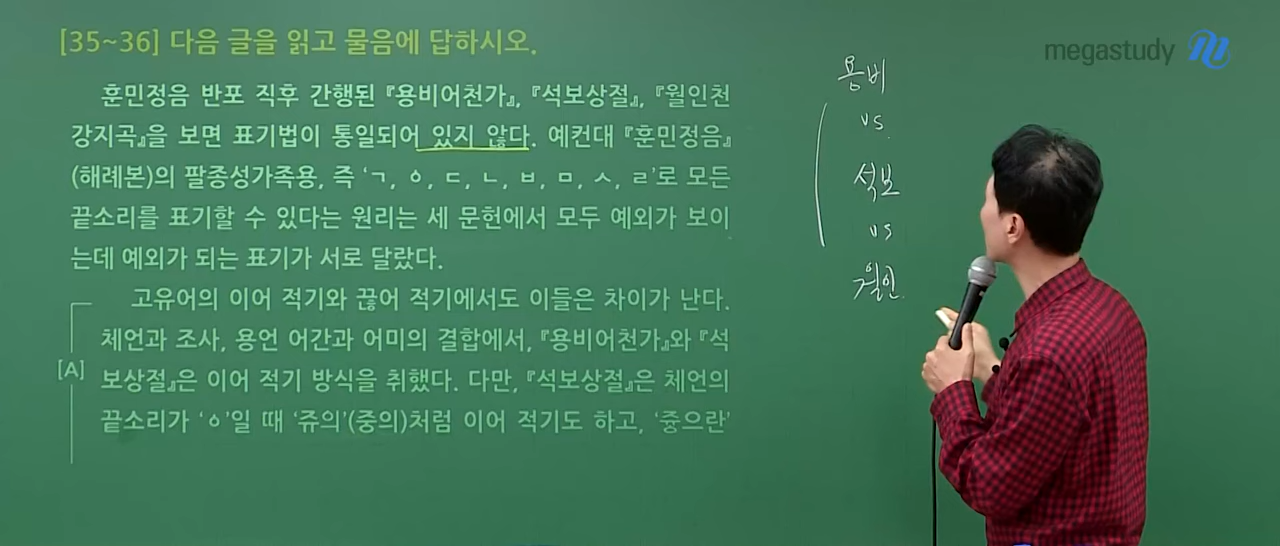 [35~36] 다음 글을 읽고 물음에 답하시오.
훈민정음 반포 직후 간행된 『용비어천가』, 『석보상절』, 『월인천
강지곡』을 보면 표기법이 통일되어 있지 않다. 예컨대 『훈민정음』
(해례본)의 팔종성가족용, 즉 ‘ㄱ, ㆁ, ㄷ, ㄴ, ㅂ, ㅁ, ㅅ, ㄹ’로 모든
끝소리를 표기할 수 있다는 원리는 세 문헌에서 모두 예외가 보이
는데 예외가 되는 표기가 서로 달랐다.
고유어의 이어 적기와 끊어 적기에서도 이들은 차이가 난다.
체언과 조사, 용언 어간과 어미의 결합에서, 『용비어천가』와 『석
[A]
보상절』은 이어 적기 방식을 취했다. 다만, 『석보상절』은 체언의
끝소리가 ‘ㆁ’일 때 ‘쥬ᅌᅴ’(중의)처럼 이어 적기도 하고, ‘즁으란’
megastudy
용비
vs.
석보
vs
월인